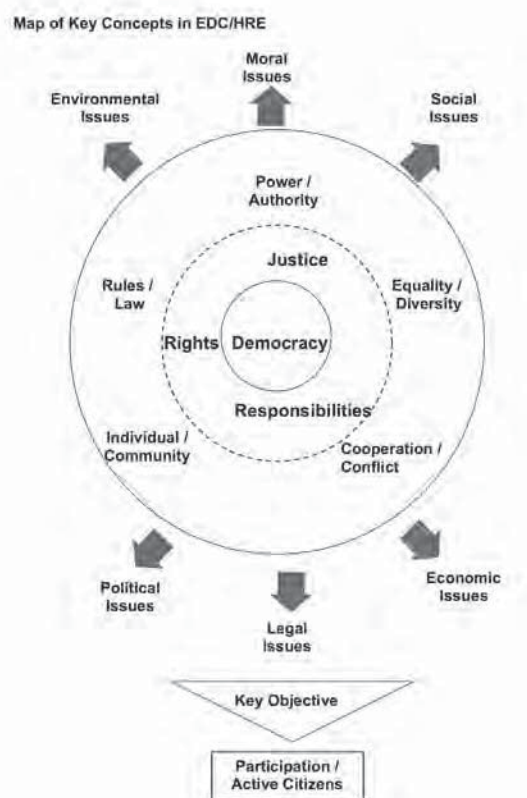 Map of Key Concepts in EDC/HRE
Moral
Issues
Environmental
Issues
Social
Issues
Power /
Authority
Justice
Rules /
Law
Equality /
Diversity
Rights
Democracy
Responsibilities
Individual /
Community
Cooperation /
Conflict
Political
Issues
Economic
Issues
Legal
Issues
Key Objective
Participation /
Active Citizens